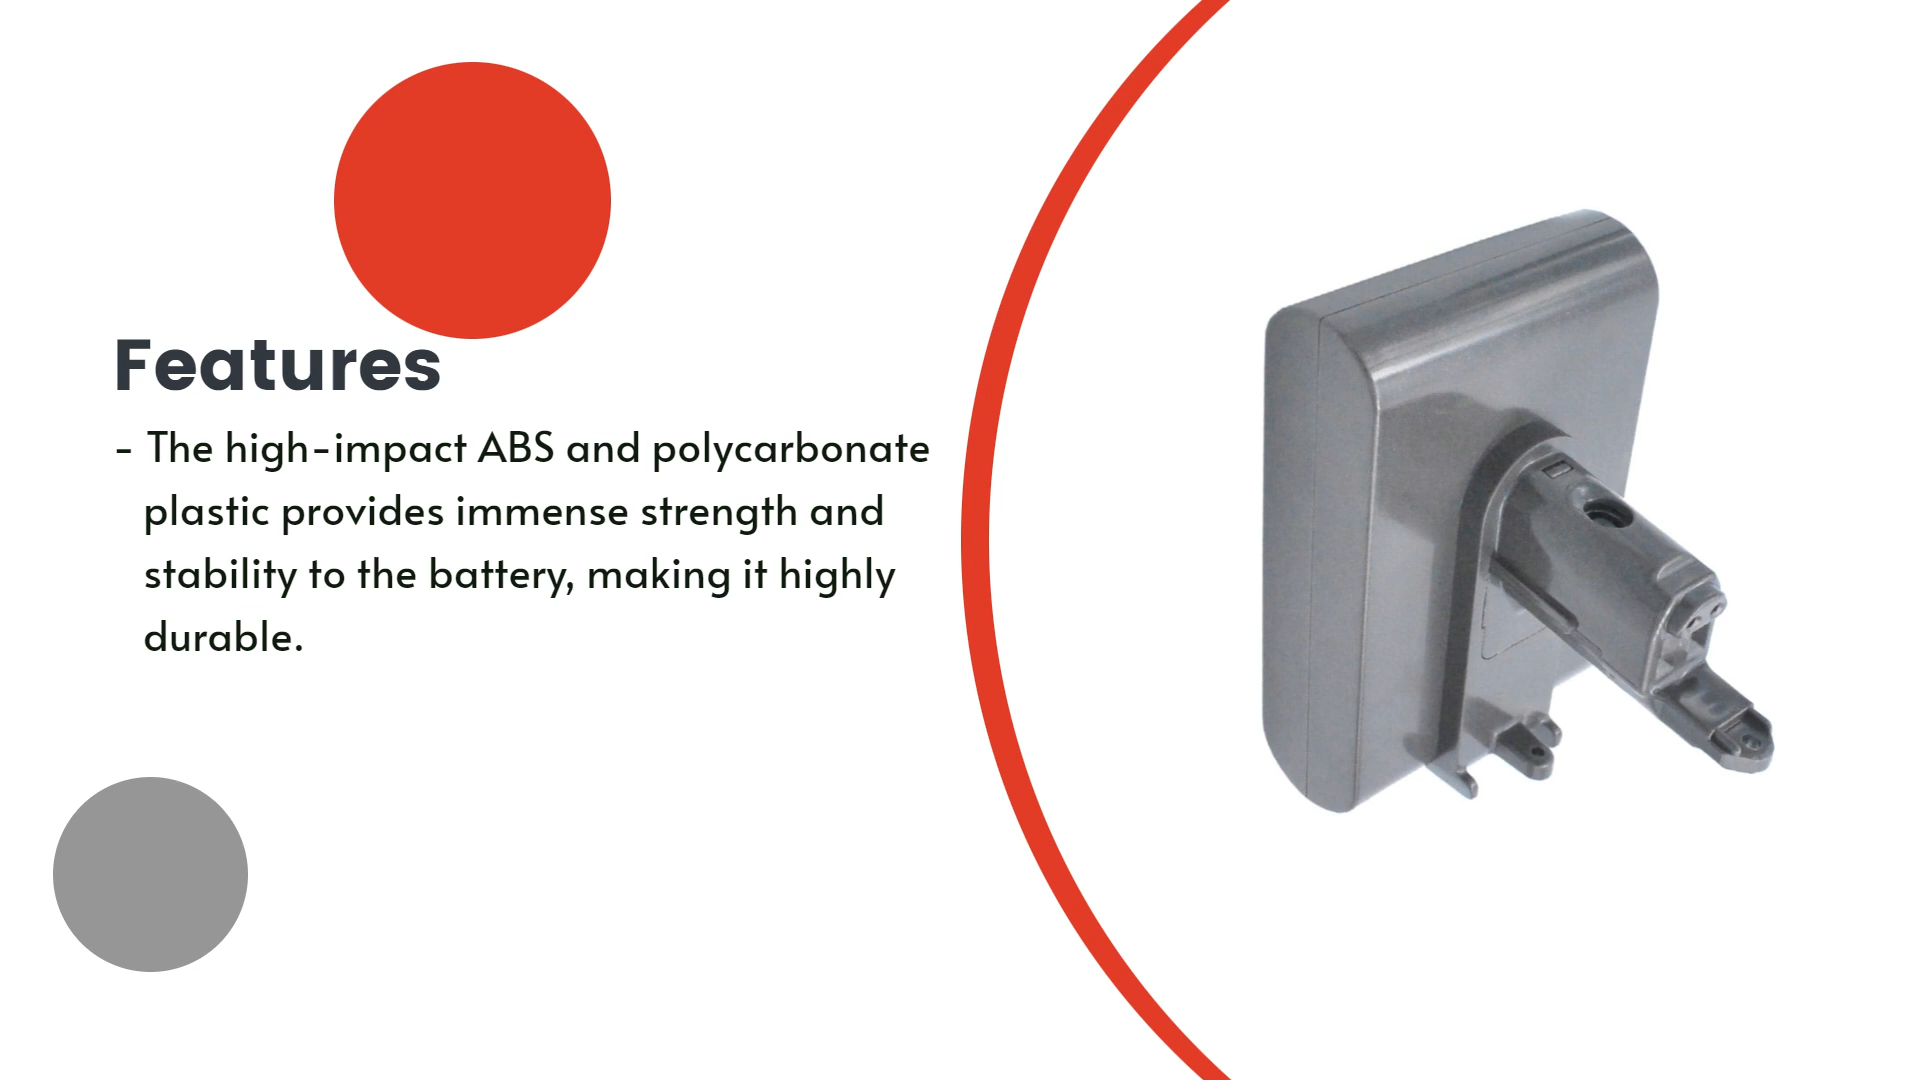 Features
- The high-impact ABS and polycarbonate
plastic provides immense strength and
stability to the battery, making it highly
durable.